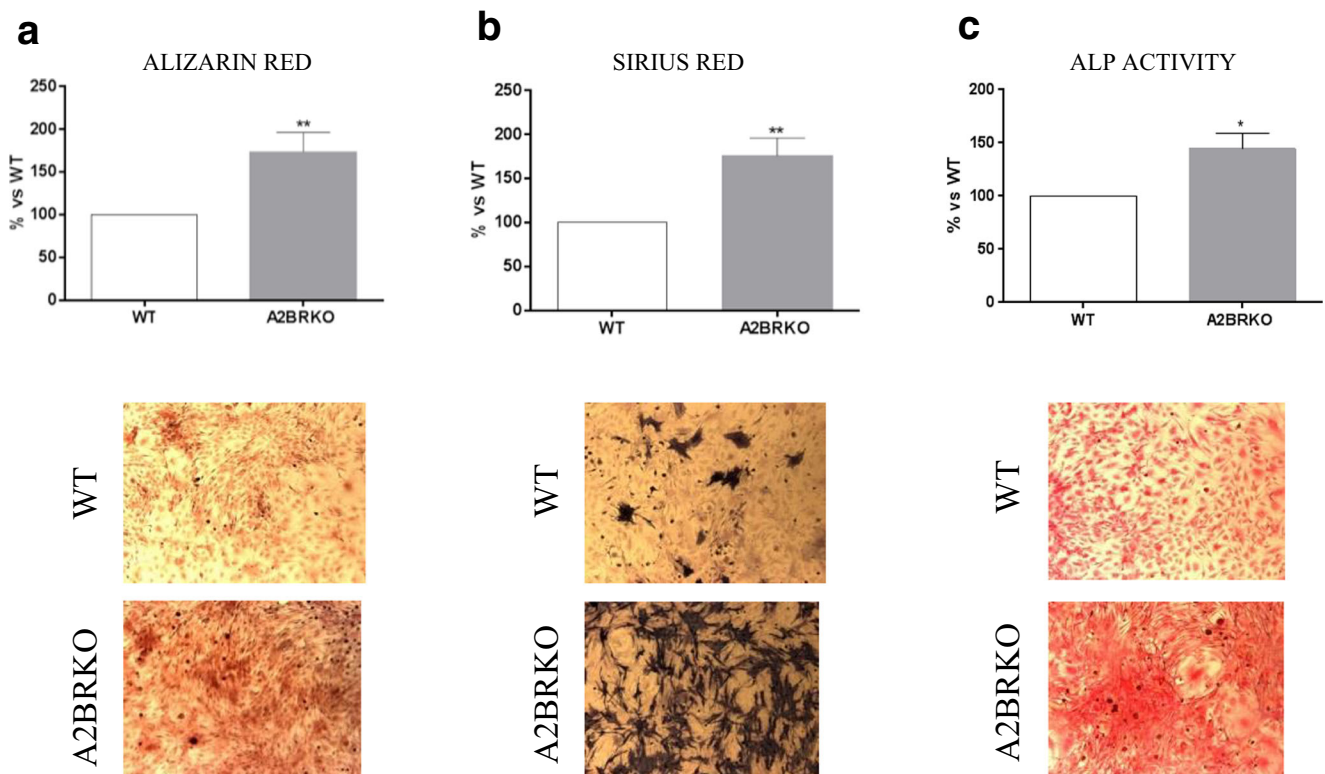 a
ALIZARIN RED
% vs WT
250
200
150
100
50
0
**
WT
A2BRKO
b
SIRIUS RED
% vs WT
250
200
150
100
50
0
**
WT
A2BRKO
c
ALP ACTIVITY
% vs WT
200
150
100
50
0
*
WT
A2BRKO
WT
WT
WT
A2BRKO
A2BRKO
A2BRKO